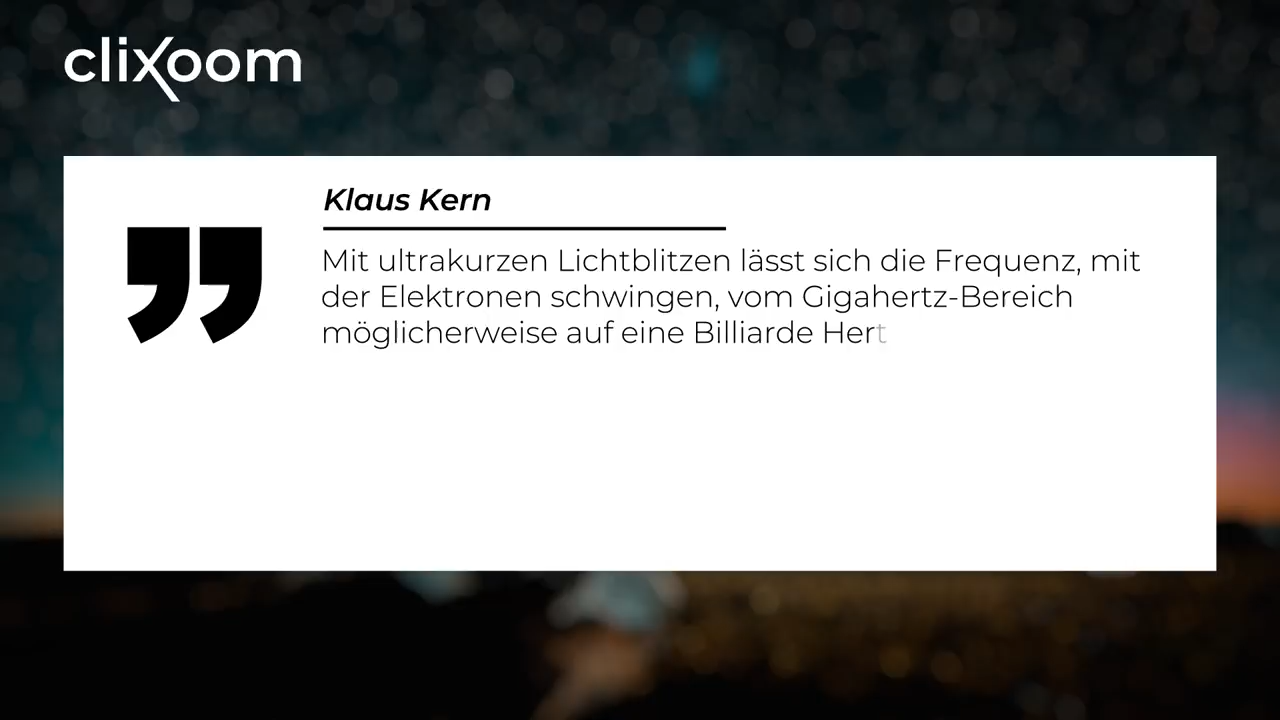 clixoom
Klaus Kern
Mit ultrakurzen Lichtblitzen lässt sich die Frequenz, mit
der Elektronen schwingen, vom Gigahertz-Bereich
möglicherweise auf eine Billiarde Hert